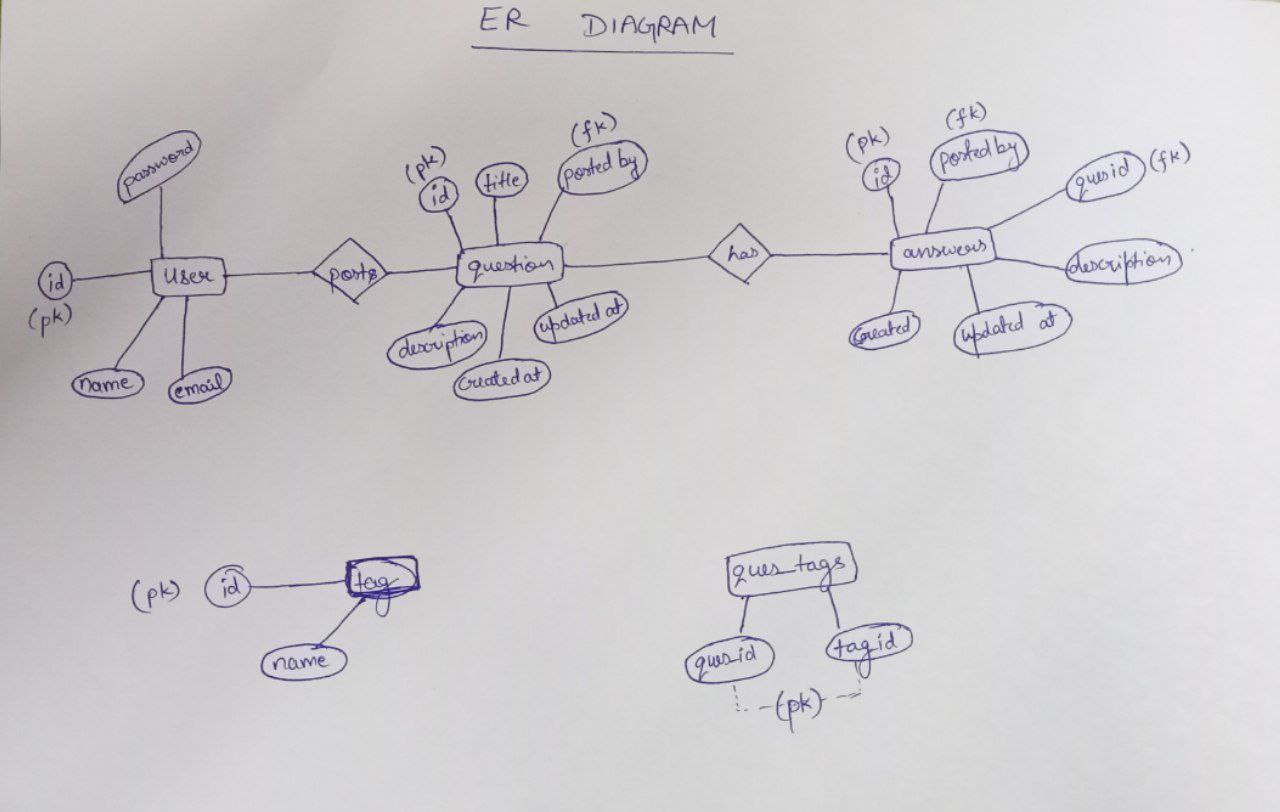 ER DIAGRAM
password
id
(pk)
User
name
email
posts
(pk)
id
title
(fk)
posted by
question
description
created at
updated at
has
(pk)
id
(fk)
posted by
quesid (fk)
answers
description
created
updated at
(pk) id
tag
name
ques_tags
ques_id
tag_id
(pk)